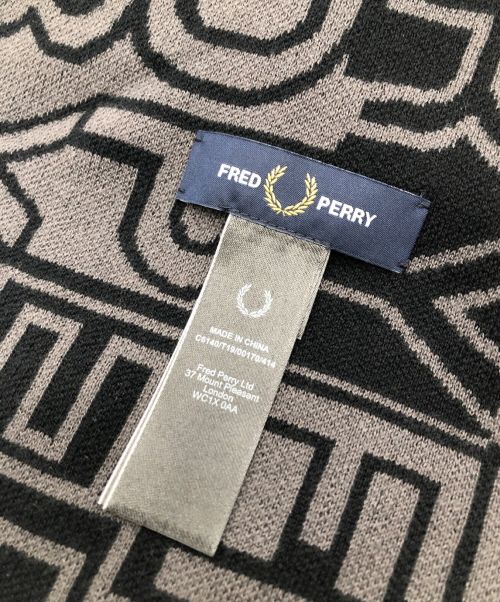 FRED PERRY
MADE IN CHINA
C6140/T19/00170/414
Fred Perry Ltd
37 Mount Pleasant
London
WC1X 0AA